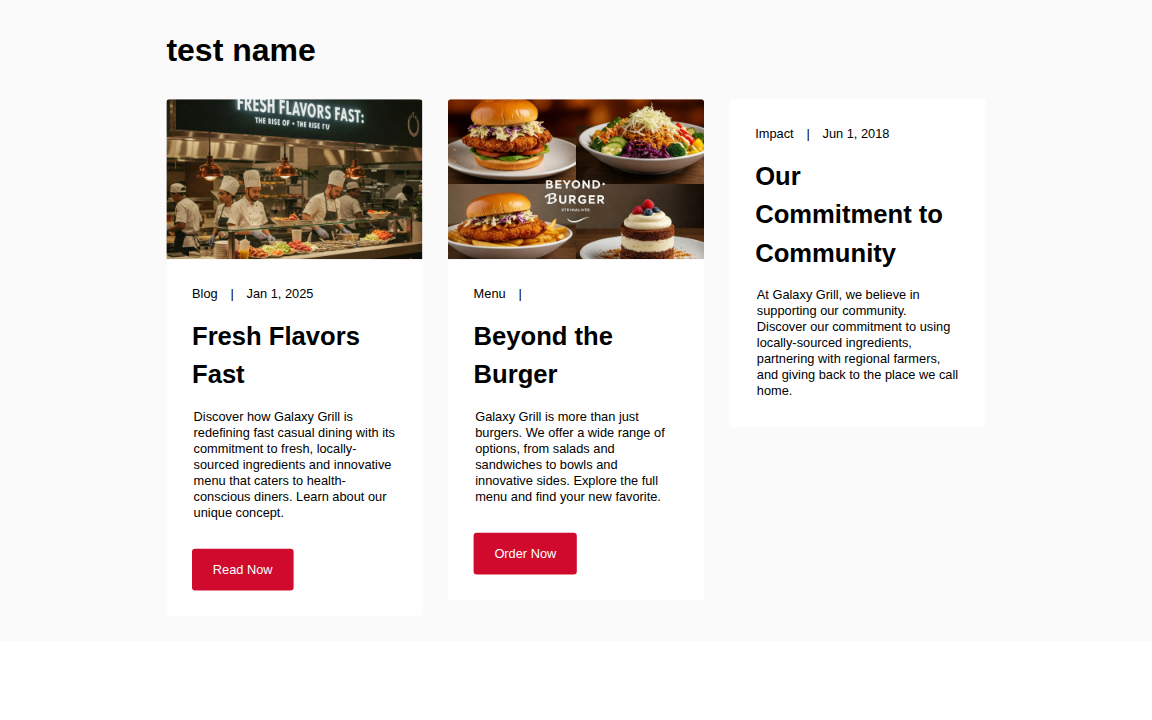 test name
FRESH FLAVORS FAST:
THE RISE OF • THE RISE
BEYOND·
BURGER
Blog | Jan 1, 2025
Fresh Flavors
Fast
Discover how Galaxy Grill is
redefining fast casual dining with its
commitment to fresh, locally-
sourced ingredients and innovative
menu that caters to health-
conscious diners. Learn about our
unique concept.
Read Now
Menu |
Beyond the
Burger
Galaxy Grill is more than just
burgers. We offer a wide range of
options, from salads and
sandwiches to bowls and
innovative sides. Explore the full
menu and find your new favorite.
Order Now
Impact | Jun 1, 2018
Our
Commitment to
Community
At Galaxy Grill, we believe in
supporting our community.
Discover our commitment to using
locally-sourced ingredients,
partnering with regional farmers,
and giving back to the place we call
home.